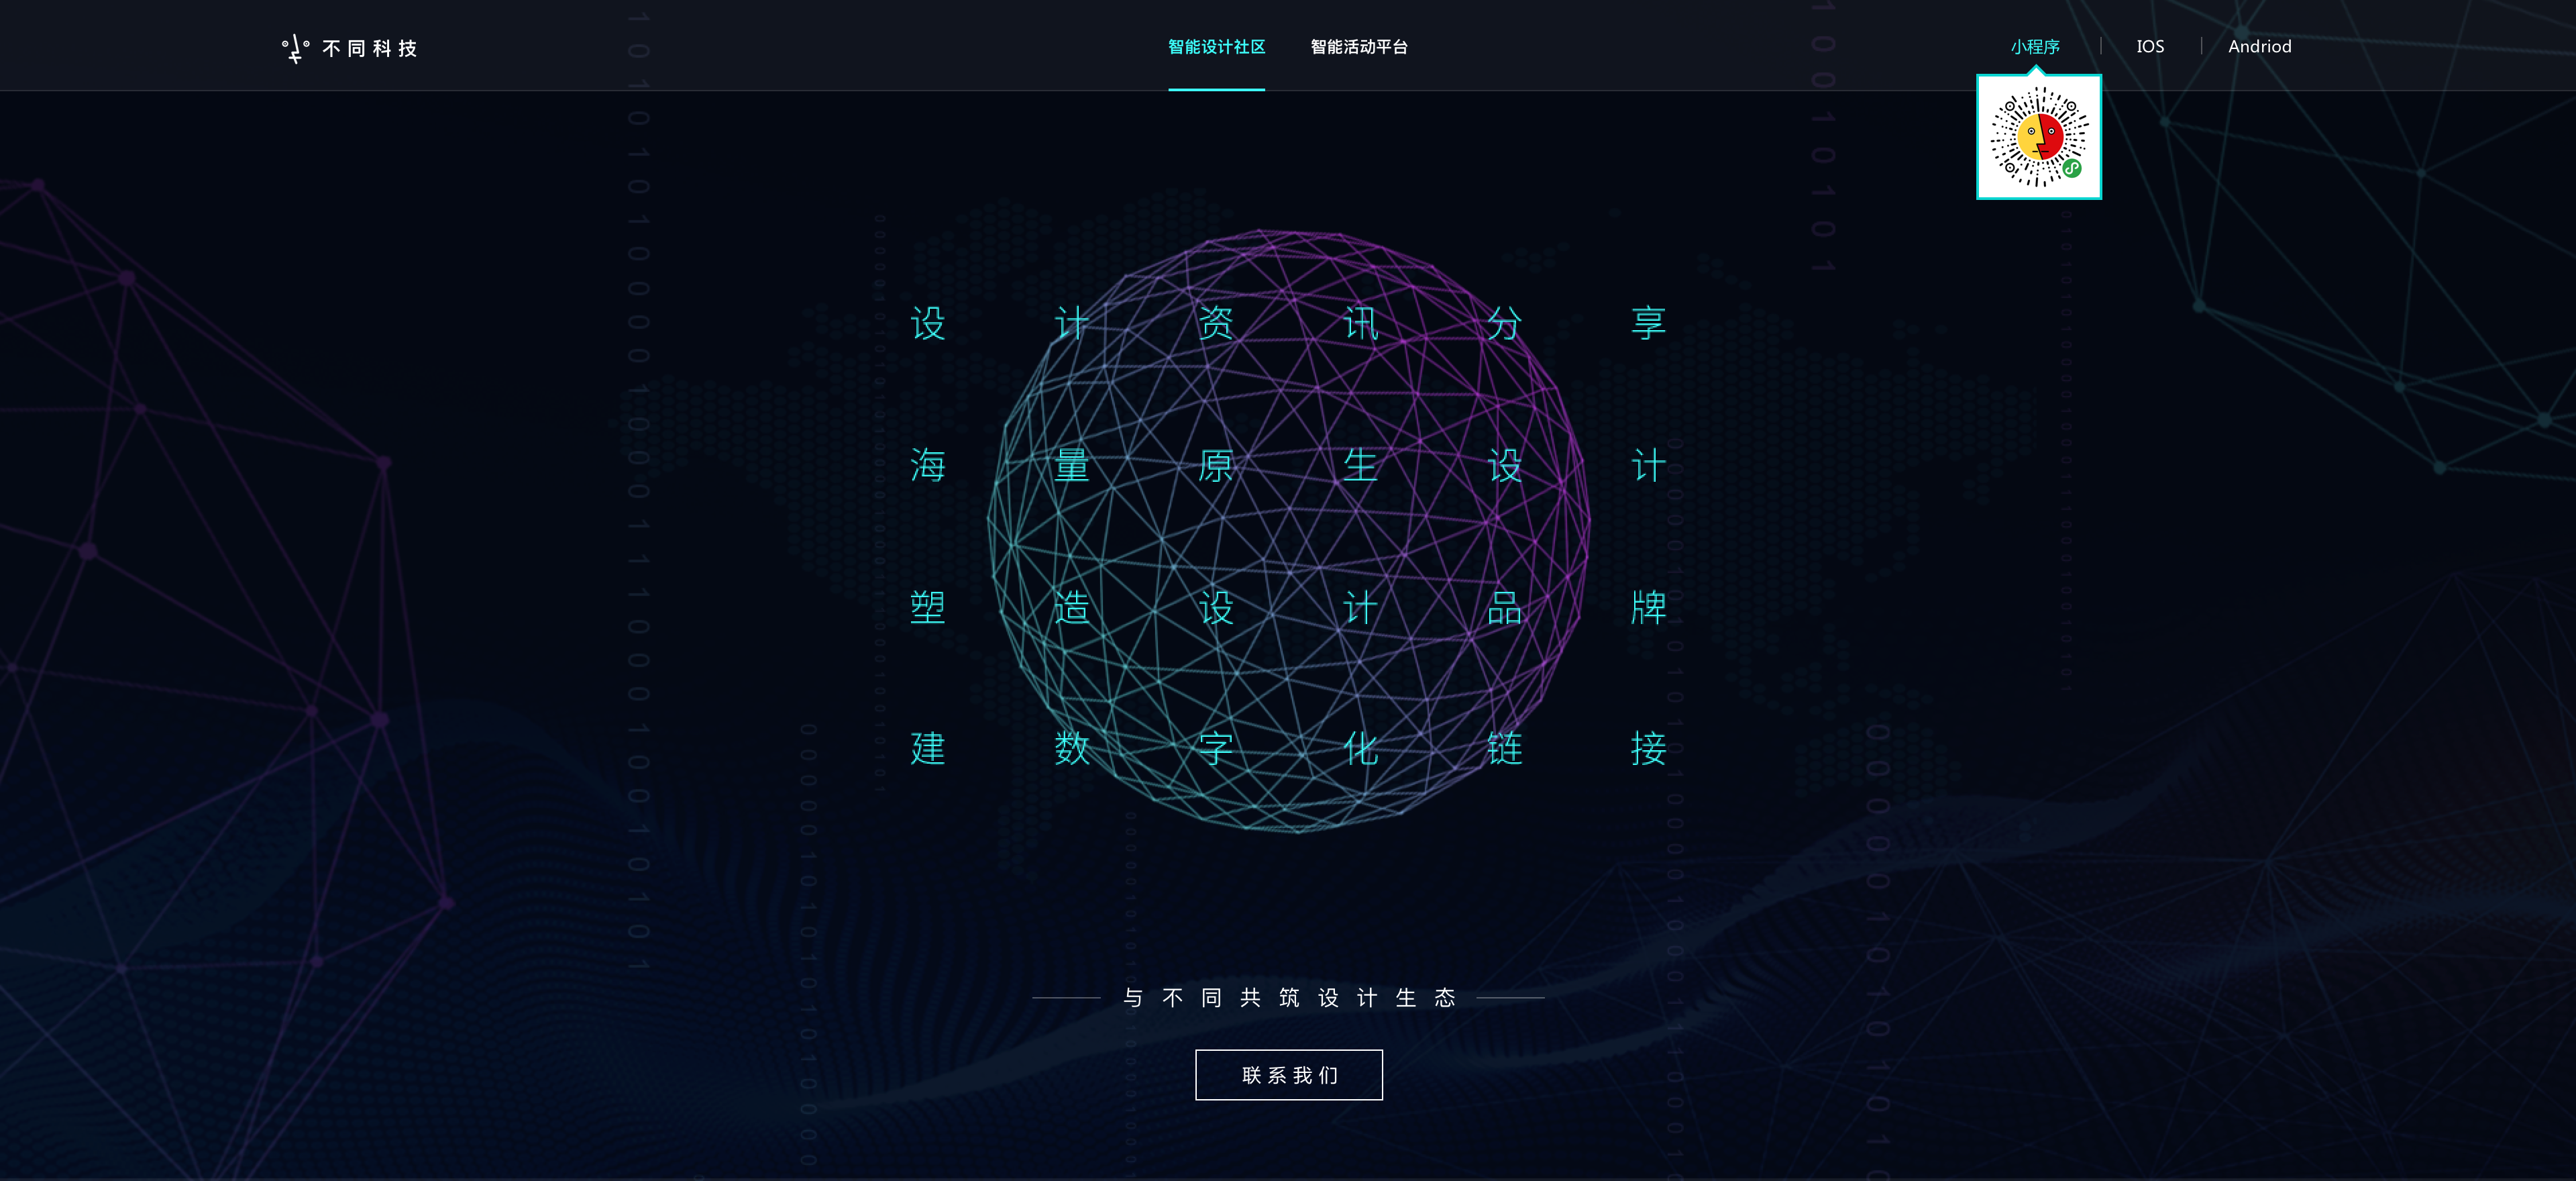 不同科技
智能设计社区 智能活动平台
小程序 IOS Andriod
设计资讯分享
海量原生设计
塑造设计品牌
建数字化链接
与不同共筑设计生态
联系我们